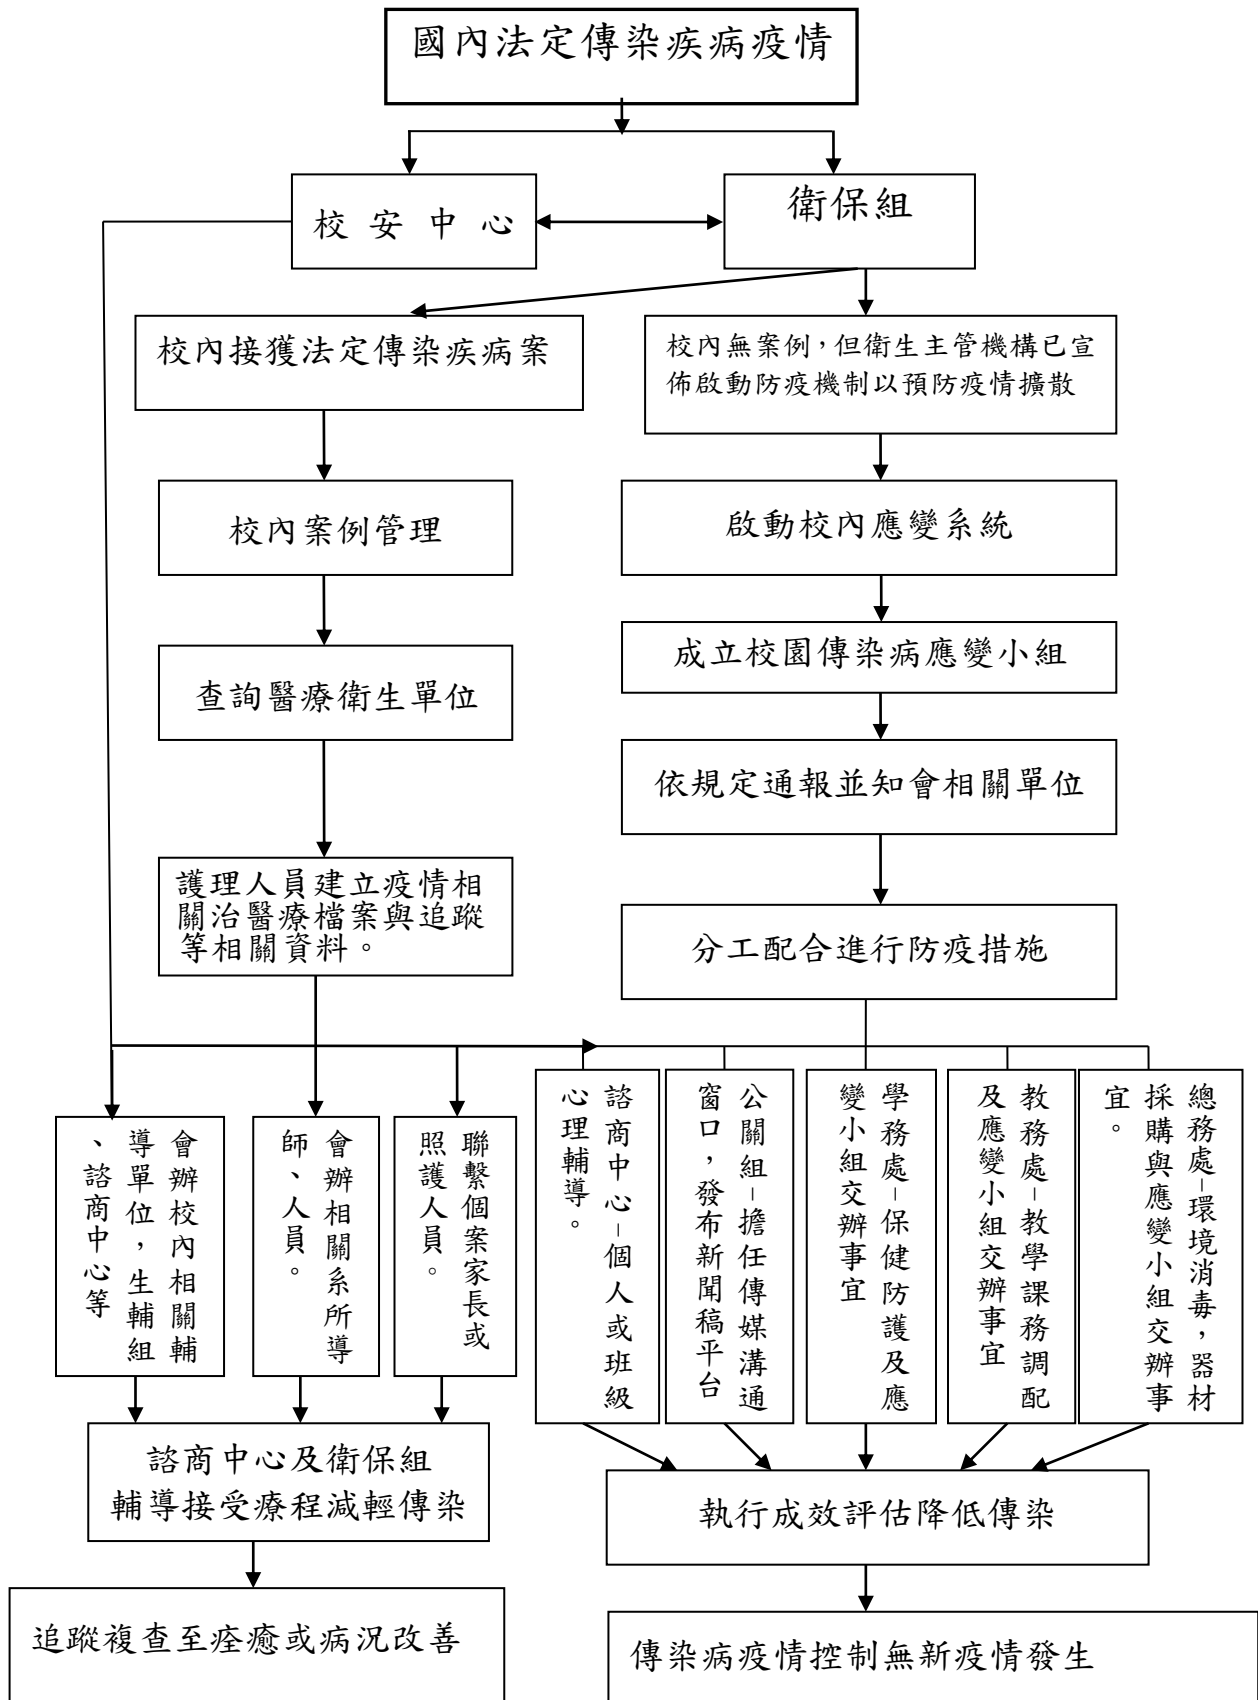 國內法定傳染疾病疫情
校安中心
衛保組
校內接獲法定傳染疾病案
校內無案例，但衛生主管機構已宣
佈啟動防疫機制以預防疫情擴散
校內案例管理
啟動校內應變系統
查詢醫療衛生單位
成立校園傳染病應變小組
依規定通報並知會相關單位
護理人員建立疫情相
關治醫療檔案與追蹤
等相關資料。
分工配合進行防疫措施
會辦校內相關輔
導單位，生輔組
、諮商中心等
會辦相關系所導
師、人員。
聯繫個案家長或
照護人員。
諮商中心-個人或班級
心理輔導。
公關組-擔任傳媒溝通
窗口，發布新聞稿平台
學務處-保健防護及應
變小組交辦事宜
教務處-教學課務調配
及應變小組交辦事宜
總務處-環境消毒，器材
採購與應變小組交辦事
宜。
諮商中心及衛保組
輔導接受療程減輕傳染
執行成效評估降低傳染
追蹤複查至痊癒或病況改善
傳染病疫情控制無新疫情發生